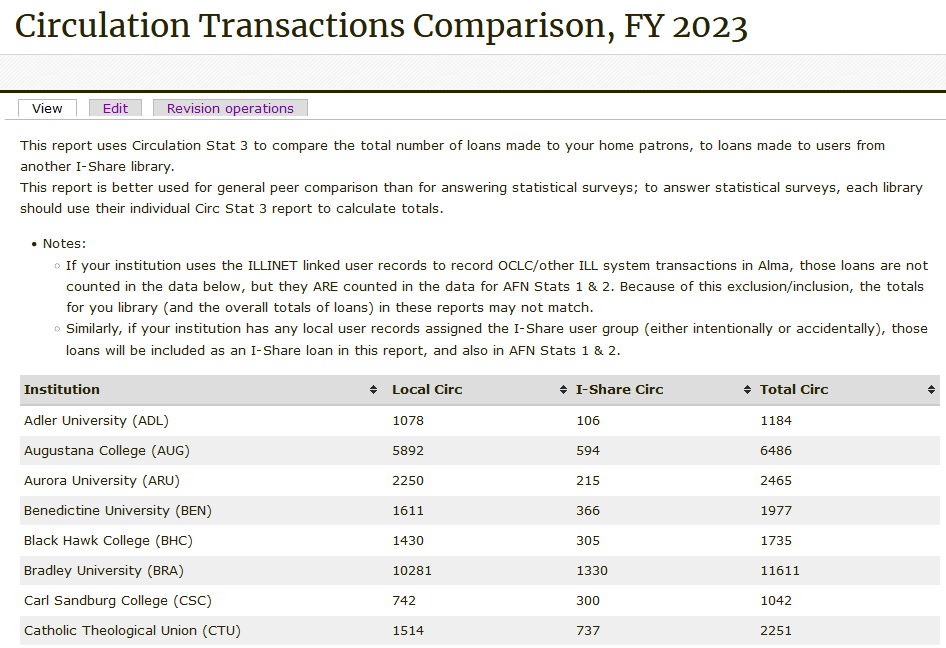 Circulation Transactions Comparison, FY 2023
View Edit Revision operations
This report uses Circulation Stat 3 to compare the total number of loans made to your home patrons, to loans made to users from
another I-Share library.
This report is better used for general peer comparison than for answering statistical surveys; to answer statistical surveys, each library
should use their individual Circ Stat 3 report to calculate totals.
• Notes:
○ If your institution uses the ILLINET linked user records to record OCLC/other ILL system transactions in Alma, those loans are not
counted in the data below, but they ARE counted in the data for AFN Stats 1 & 2. Because of this exclusion/inclusion, the totals
for you library (and the overall totals of loans) in these reports may not match.
○ Similarly, if your institution has any local user records assigned the I-Share user group (either intentionally or accidentally), those
loans will be included as an I-Share loan in this report, and also in AFN Stats 1 & 2.
Institution Local Circ I-Share Circ Total Circ
Adler University (ADL) 1078 106 1184
Augustana College (AUG) 5892 594 6486
Aurora University (ARU) 2250 215 2465
Benedictine University (BEN) 1611 366 1977
Black Hawk College (BHC) 1430 305 1735
Bradley University (BRA) 10281 1330 11611
Carl Sandburg College (CSC) 742 300 1042
Catholic Theological Union (CTU) 1514 737 2251